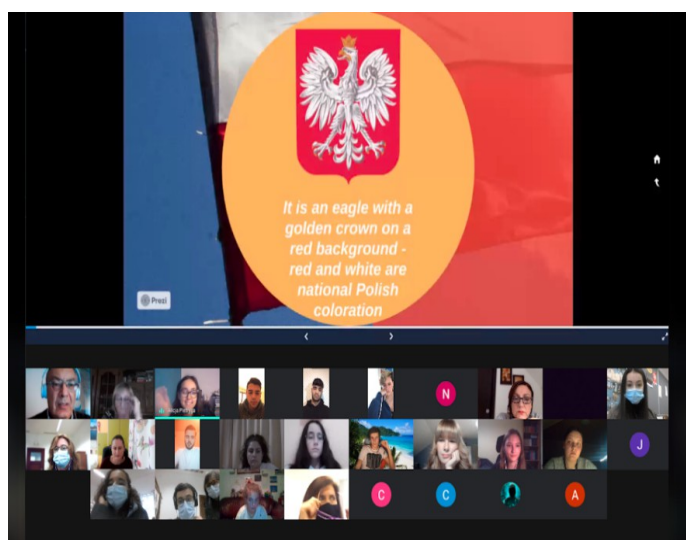 It is an eagle with a
golden crown on a
red background -
red and white are
national Polish
coloration
Prezi
N
J
C
C
A